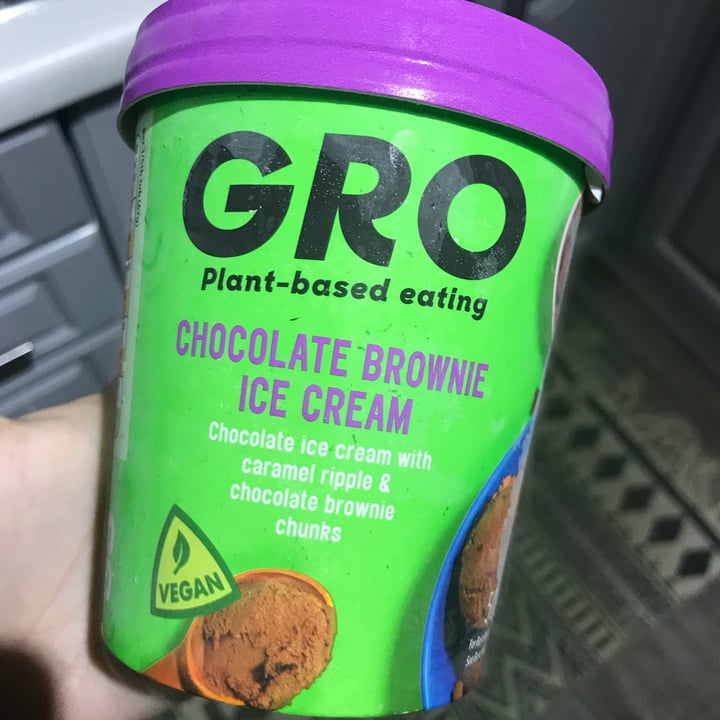 GRO
Plant-based eating
CHOCOLATE BROWNIE
ICE CREAM
Chocolate ice cream with
caramel ripple &
chocolate brownie
chunks
VEGAN